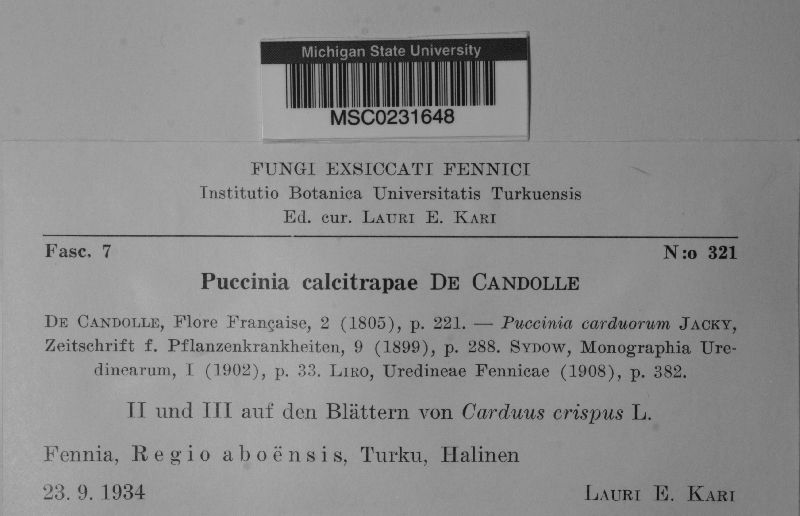 Michigan State University
MSC0231648
FUNGI EXSICCATI FENNICI
Institutio Botanica Universitatis Turkuensis
Ed. cur. LAURI E. KARI
Fasc. 7 N:o 321
Puccinia calcitrapae DE CANDOLLE
DE CANDOLLE, Flore Française, 2 (1805), p. 221. — Puccinia carduorum JACKY,
Zeitschrift f. Pflanzenkrankheiten, 9 (1899), p. 288. SYDOW, Monographia Ure-
dinearum, I (1902), p. 33. LIRO, Uredineae Fennicae (1908), p. 382.
II und III auf den Blättern von Carduus crispus L.
Fennia, Regio aboënsis, Turku, Halinen
23. 9. 1934 LAURI E. KARI